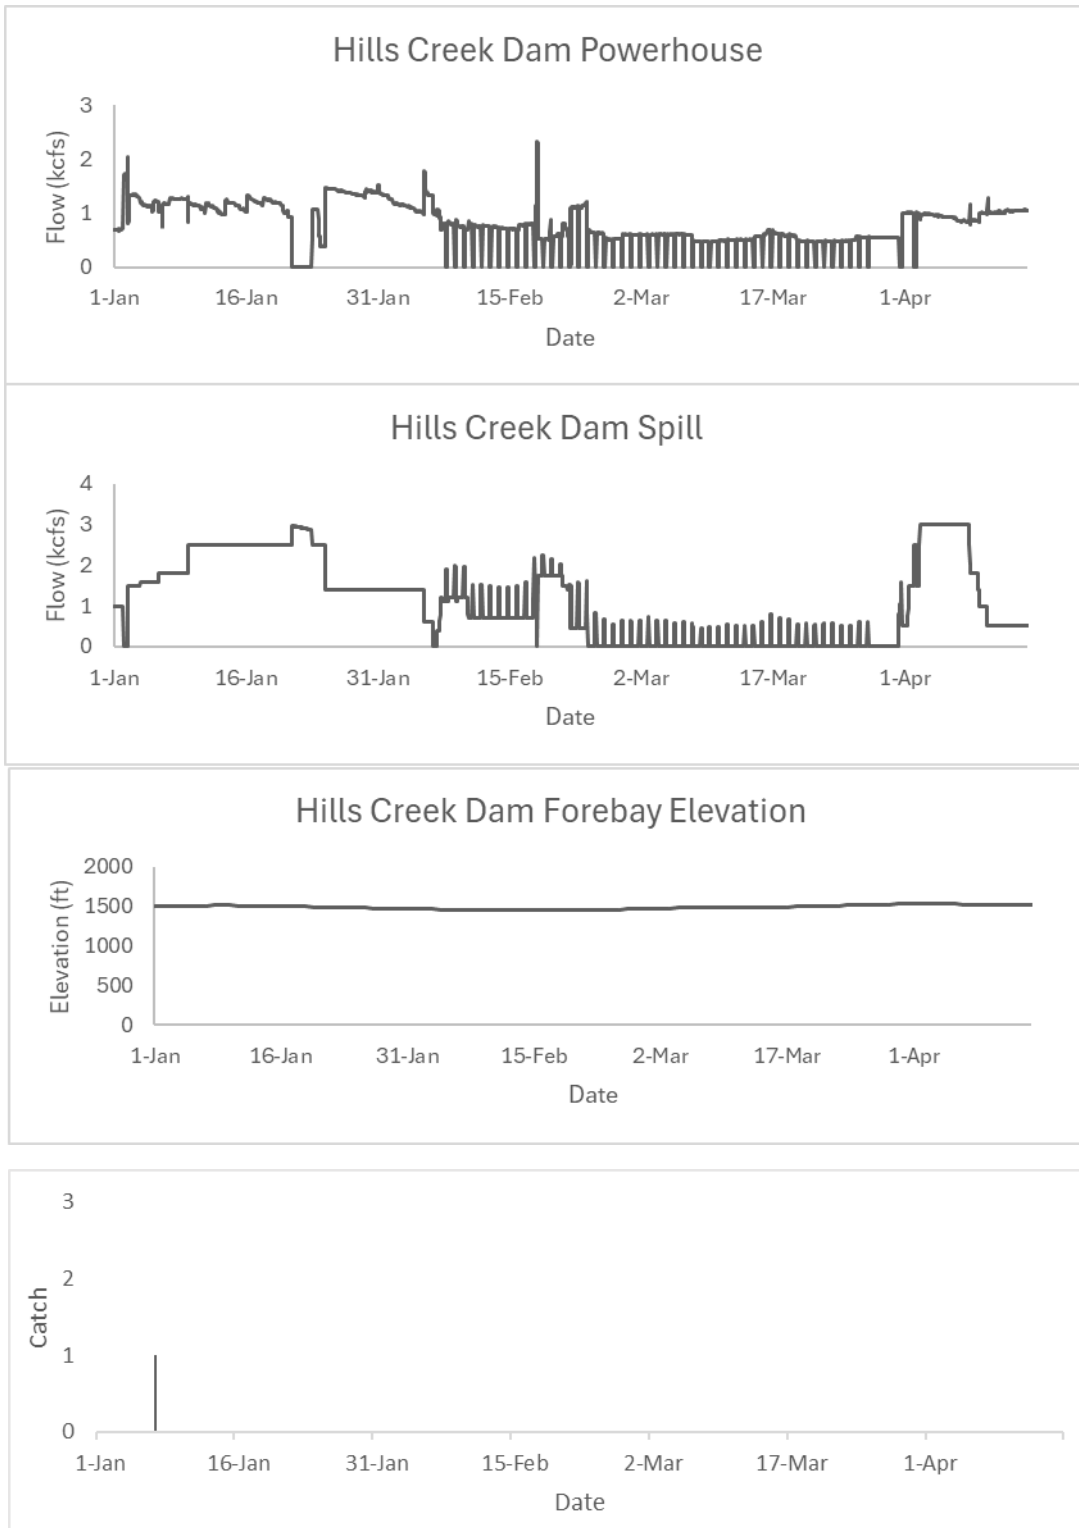 Hills Creek Dam Powerhouse
Flow (kcfs)
3
2
1
0
1-Jan 16-Jan 31-Jan 15-Feb 2-Mar 17-Mar 1-Apr
Date
Hills Creek Dam Spill
Flow (kcfs)
4
3
2
1
0
1-Jan 16-Jan 31-Jan 15-Feb 2-Mar 17-Mar 1-Apr
Date
Hills Creek Dam Forebay Elevation
Elevation (ft)
2000
1500
1000
500
0
1-Jan 16-Jan 31-Jan 15-Feb 2-Mar 17-Mar 1-Apr
Date
Catch
3
2
1
0
1-Jan 16-Jan 31-Jan 15-Feb 2-Mar 17-Mar 1-Apr
Date